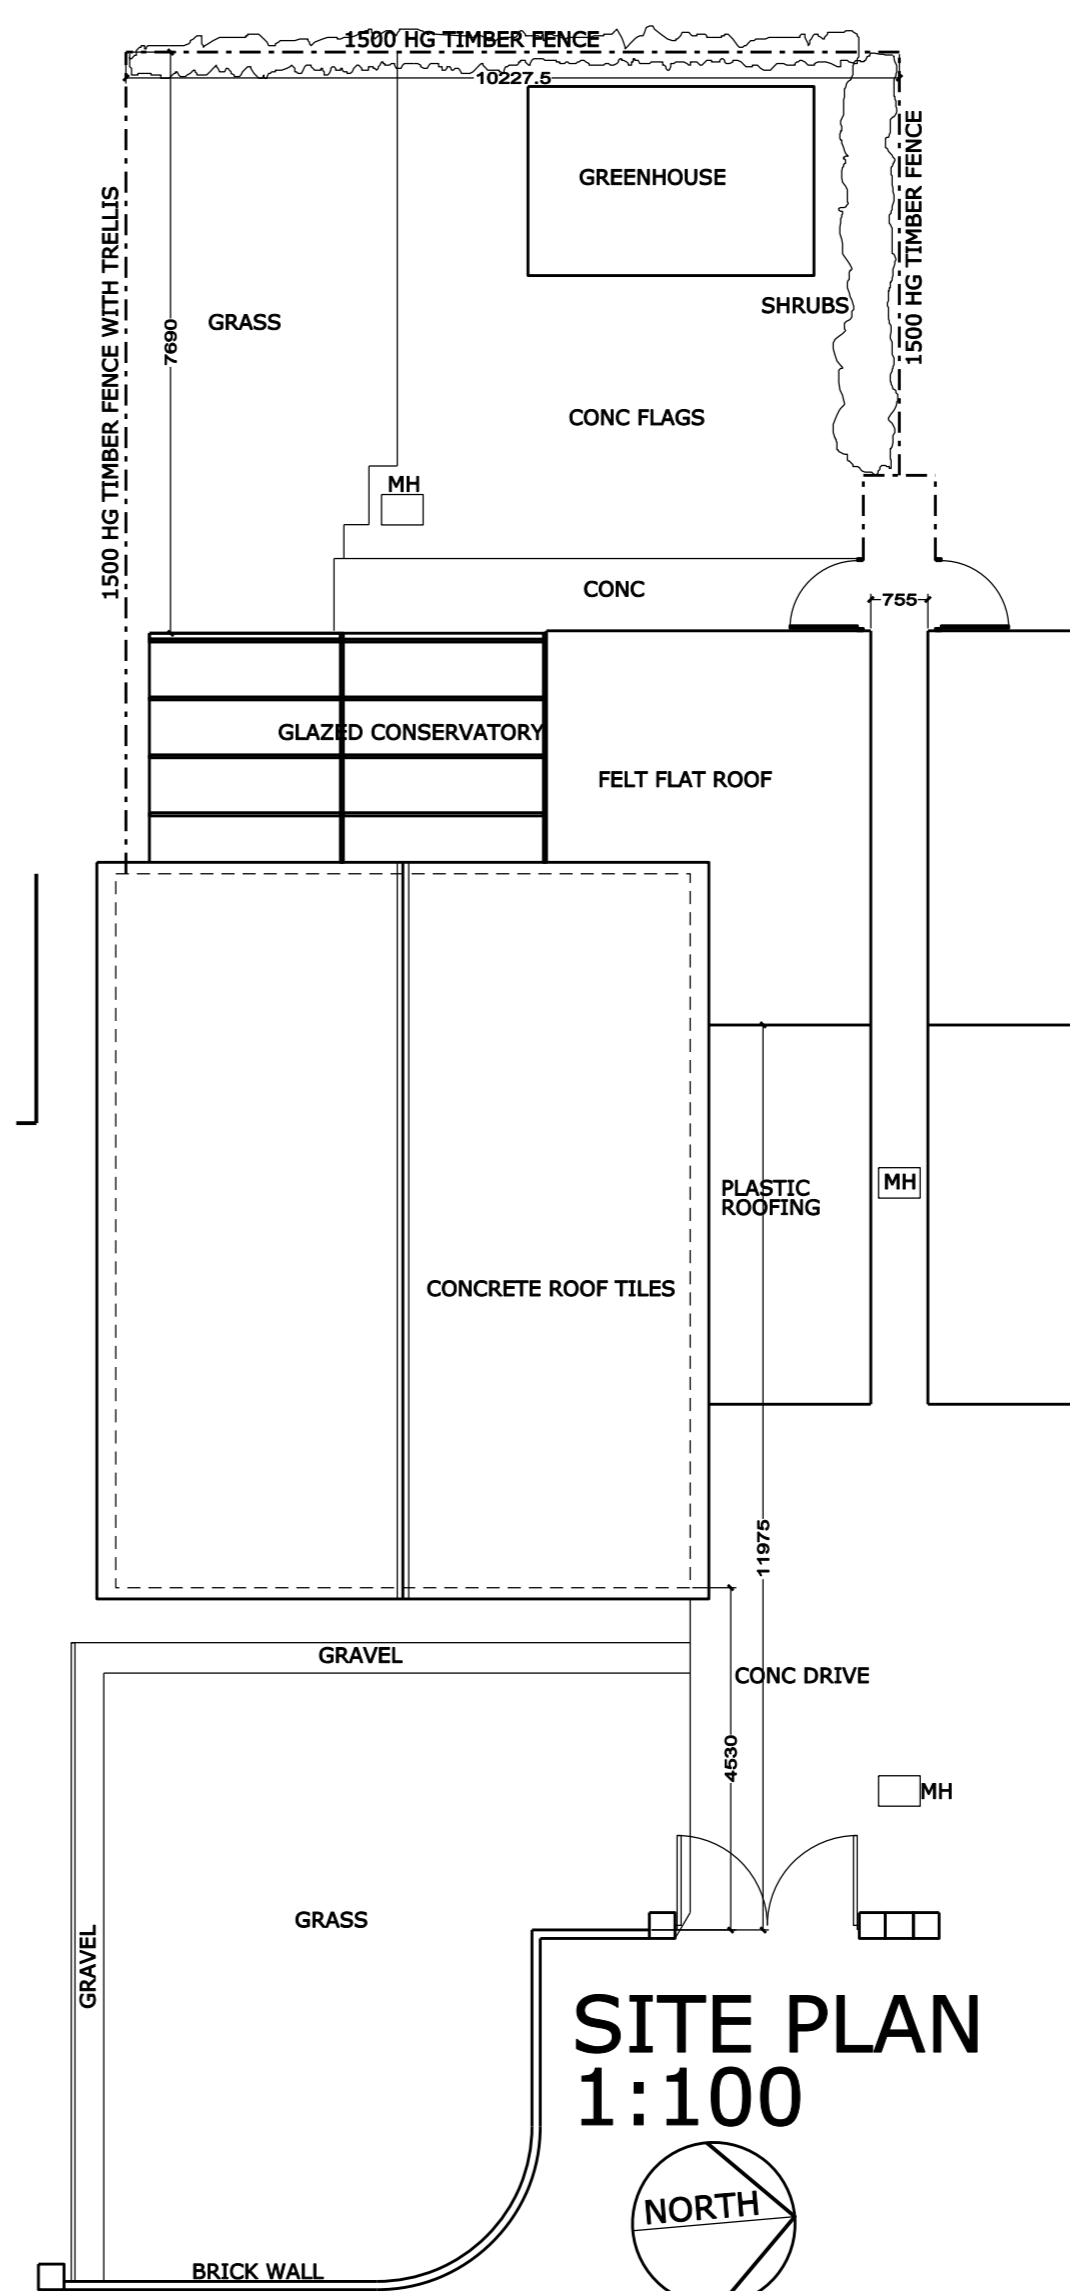 1500 HG TIMBER FENCE
10227.5
GREENHOUSE
1500 HG TIMBER FENCE
1500 HG TIMBER FENCE WITH TRELLIS
SHRUBS
GRASS
7690
CONC FLAGS
MH
CONC
755
GLAZED CONSERVATORY
FELT FLAT ROOF
MH
PLASTIC
ROOFING
CONCRETE ROOF TILES
11975
GRAVEL
CONC DRIVE
4530
MH
GRASS
GRAVEL
SITE PLAN
1:100
NORTH
BRICK WALL